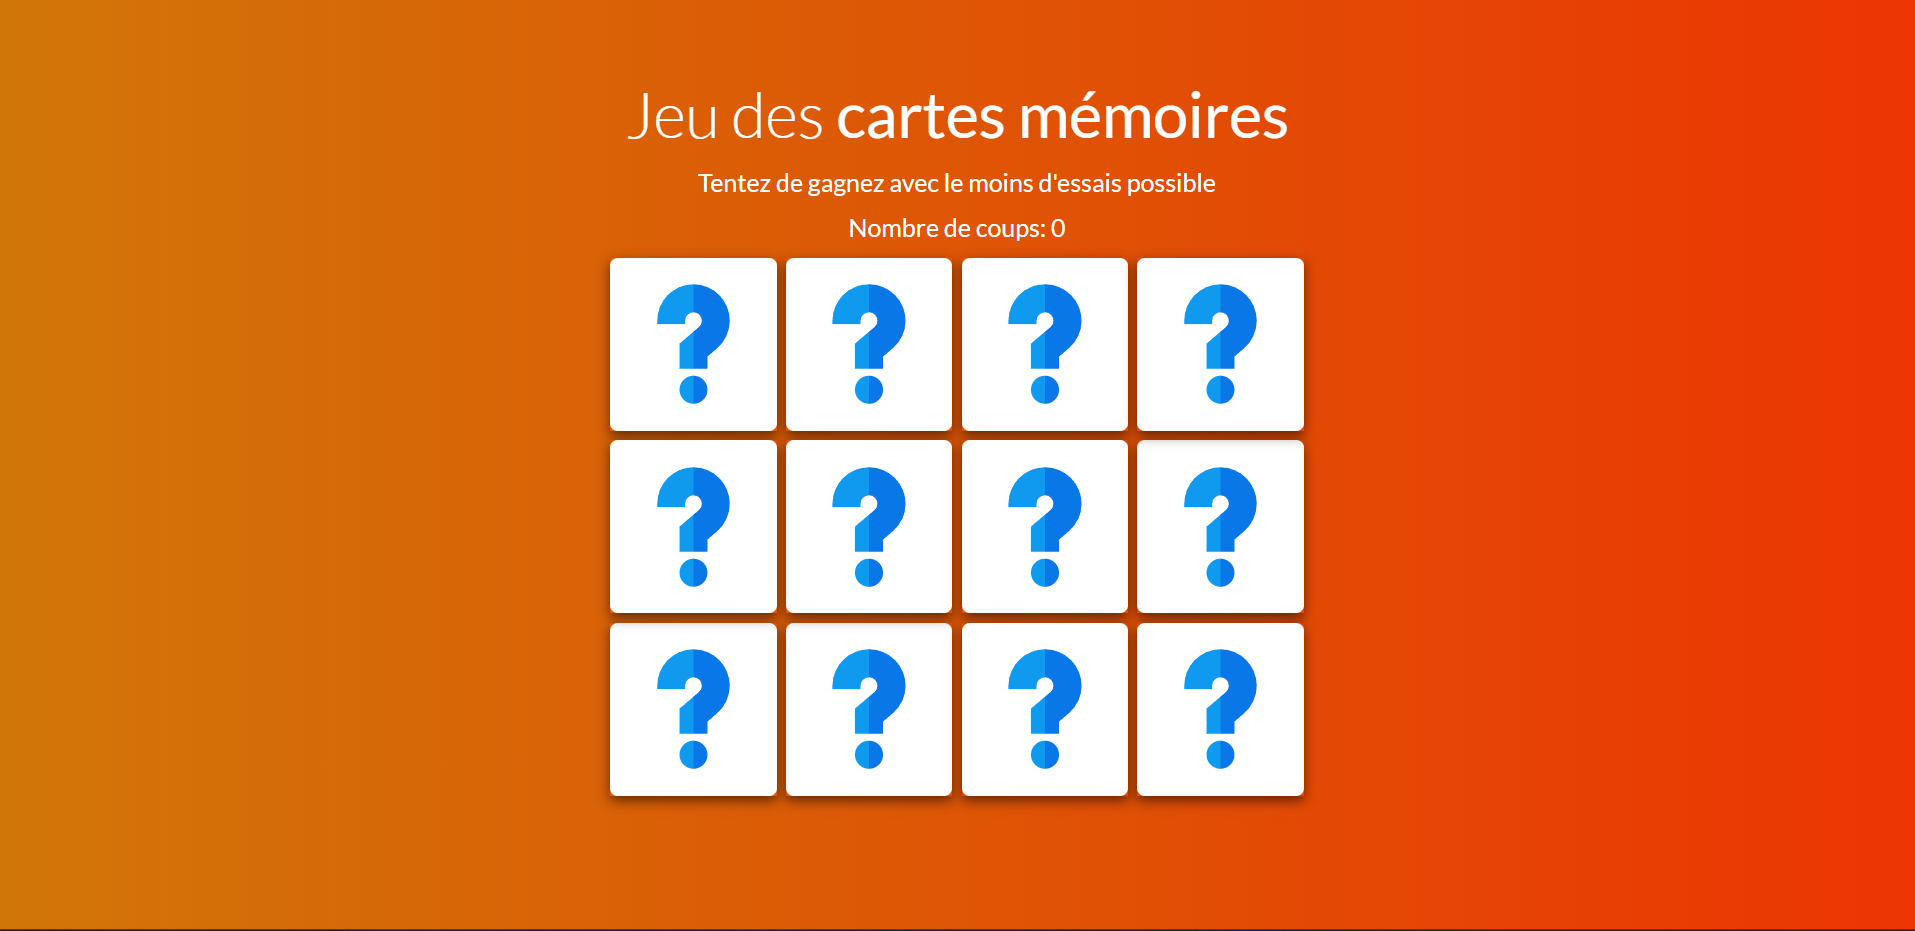 Jeu des cartes mémoires
Tentez de gagnez avec le moins d'essais possible
Nombre de coups: 0
? ? ? ?
? ? ? ?
? ? ? ?